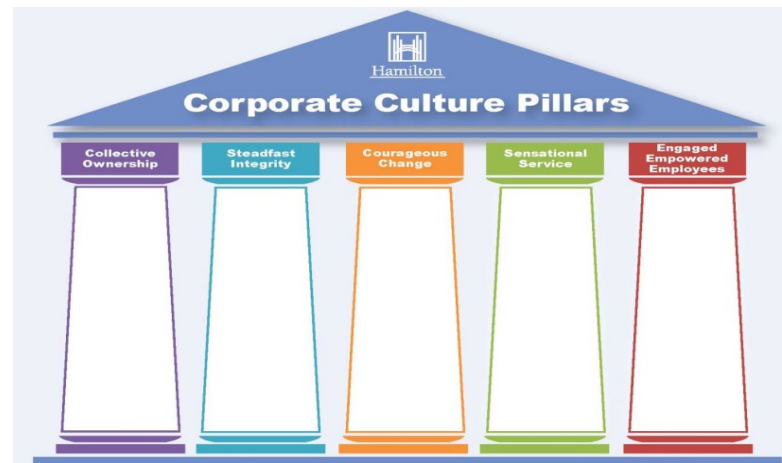 Hamilton
Corporate Culture Pillars
Collective
Ownership
Steadfast
Integrity
Courageous
Change
Sensational
Service
Engaged
Empowered
Employees